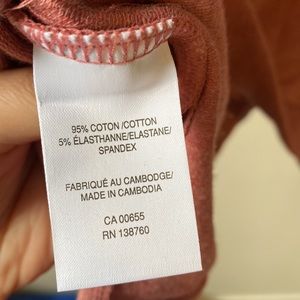 95% COTON /COTTON
5% ÉLASTHANNE/ELASTANE/
SPANDEX
FABRIQUÉ AU CAMBODGE/
MADE IN CAMBODIA
CA 00655
RN 138760